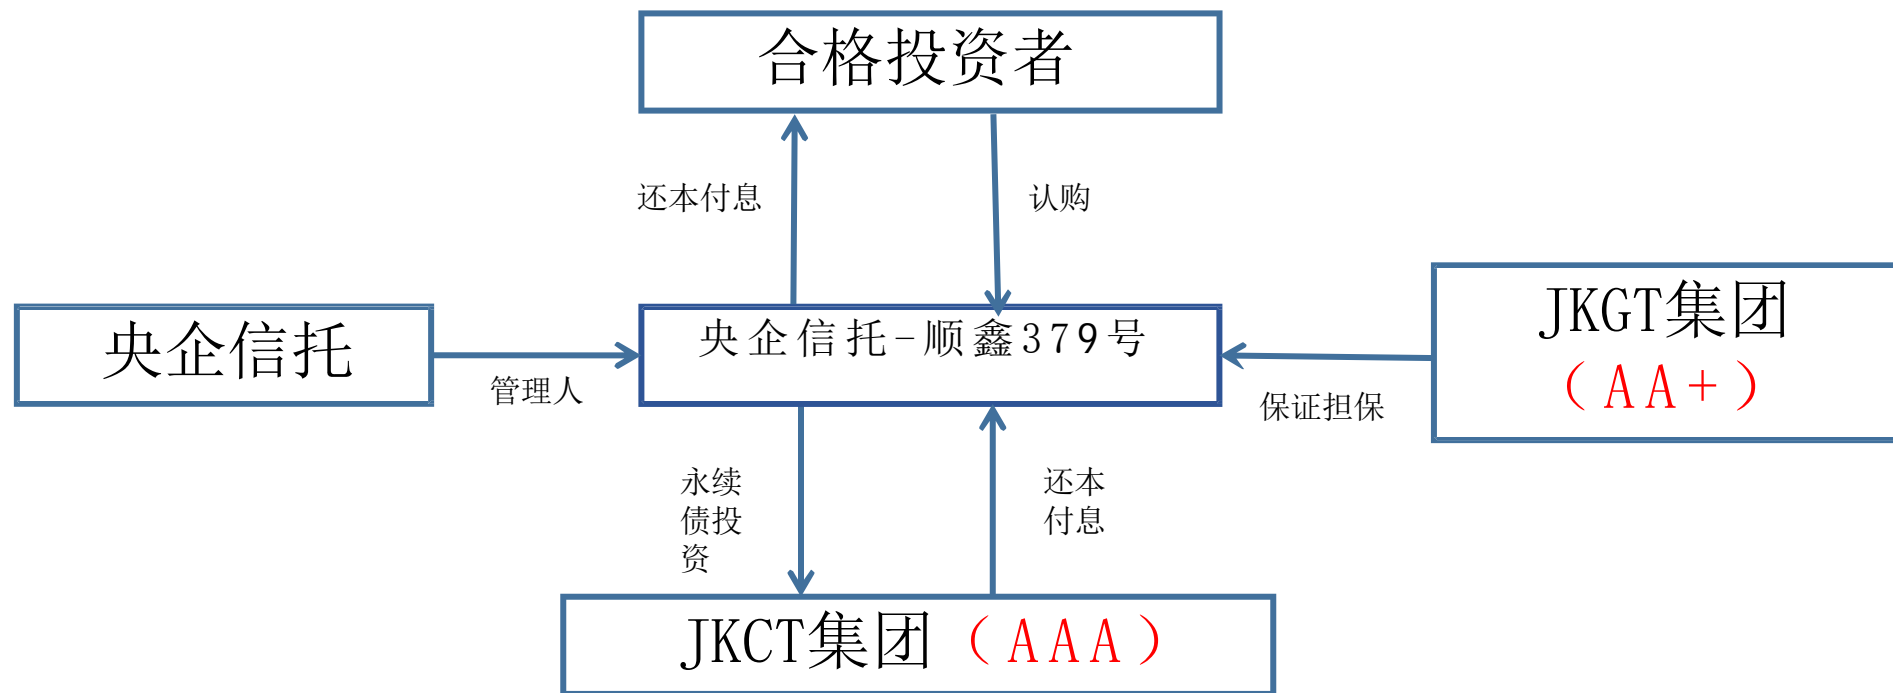 合格投资者
还本付息
认购
央企信托
管理人
央企信托-顺鑫379号
保证担保
JKGT集团
（AA+）
永续
债投
资
还本
付息
JKCT集团（AAA）